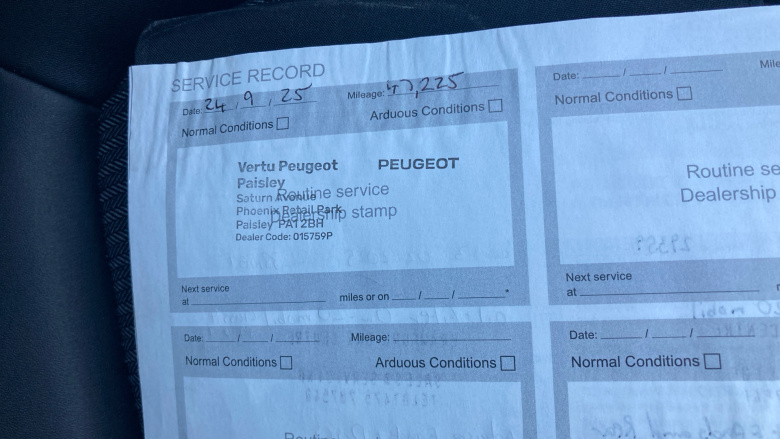 SERVICE RECORD
Date: 24 / 9 / 25 Mileage: 47,225
Normal Conditions Arduous Conditions
Vertu Peugeot PEUGEOT
Paisley
Saturn Avenue
Routine service
Phoenix Retail Park
Dealership stamp
Paisley PA1 2BH
Dealer Code: 015759P
Next service
at miles or on / / *
Date: / / Mileage:
Normal Conditions Arduous Conditions
Routine
Date: / / Mile
Normal Conditions
Routine se
Dealership
Next service
at
Date: / /
Normal Conditions